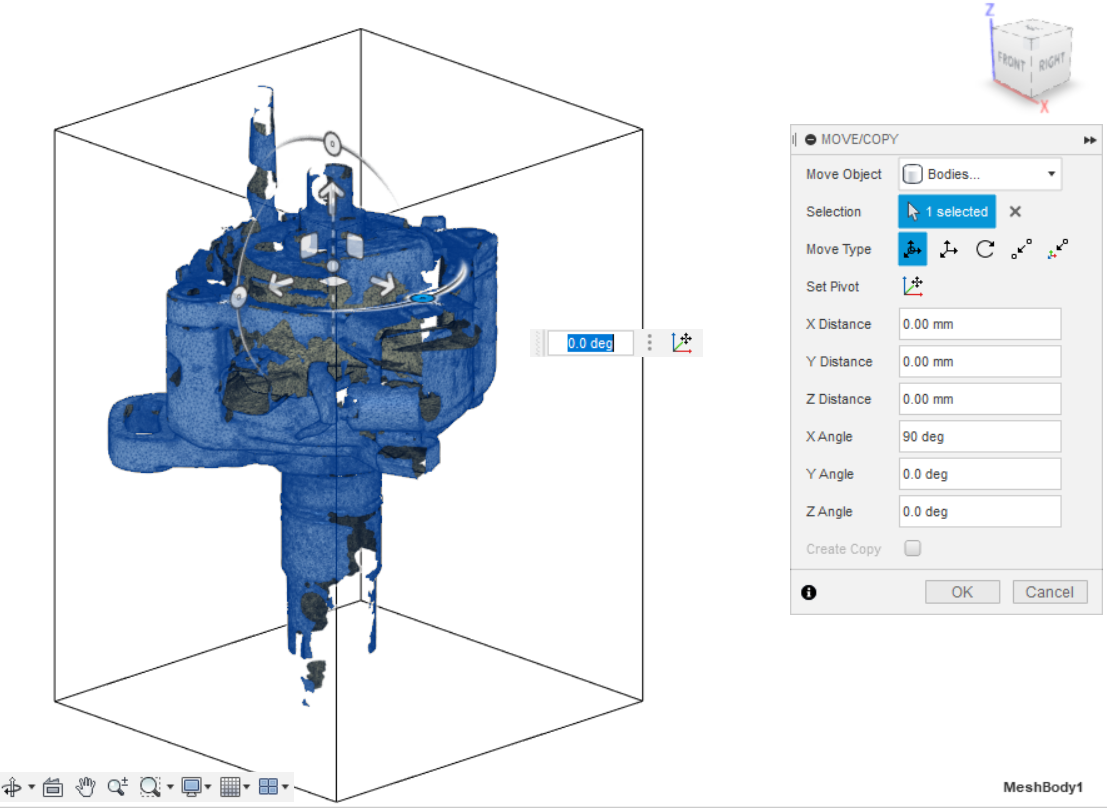 Z
FRONT
RIGHT
X
MOVE/COPY
Move Object
Bodies...
Selection
1 selected
Move Type
Set Pivot
X Distance
0.00 mm
Y Distance
0.00 mm
Z Distance
0.00 mm
X Angle
90 deg
Y Angle
0.0 deg
Z Angle
0.0 deg
Create Copy
OK
Cancel
0.0 deg
MeshBody1